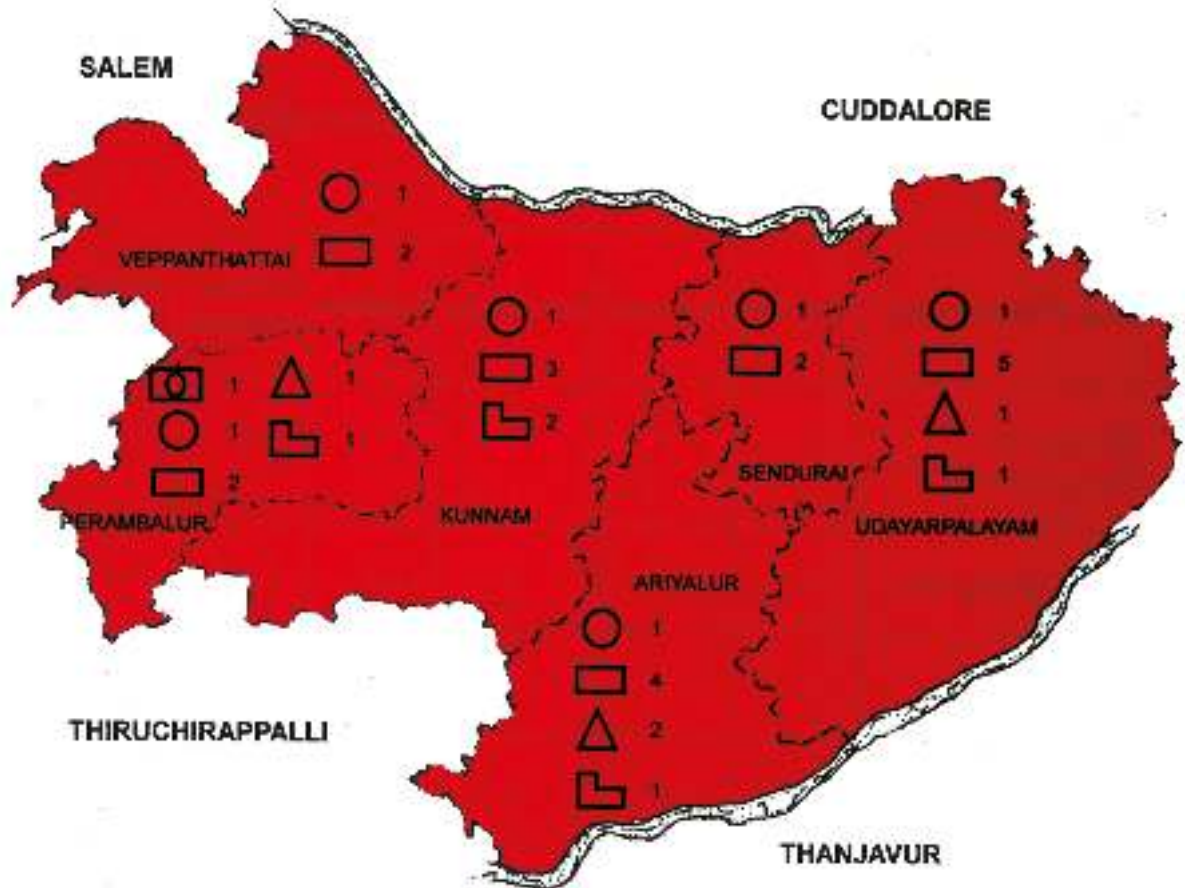 SALEM
CUDDALORE
1
VEPPANTHATTAI 2
1
3
2
KUNNAM
1
2
SENDURAI
1
5
1
1
UDAYARPALAYAM
1 1
1 1
2
PERAMBALUR
ARIYALUR
1
4
2
1
THIRUCHIRAPPALLI
THANJAVUR